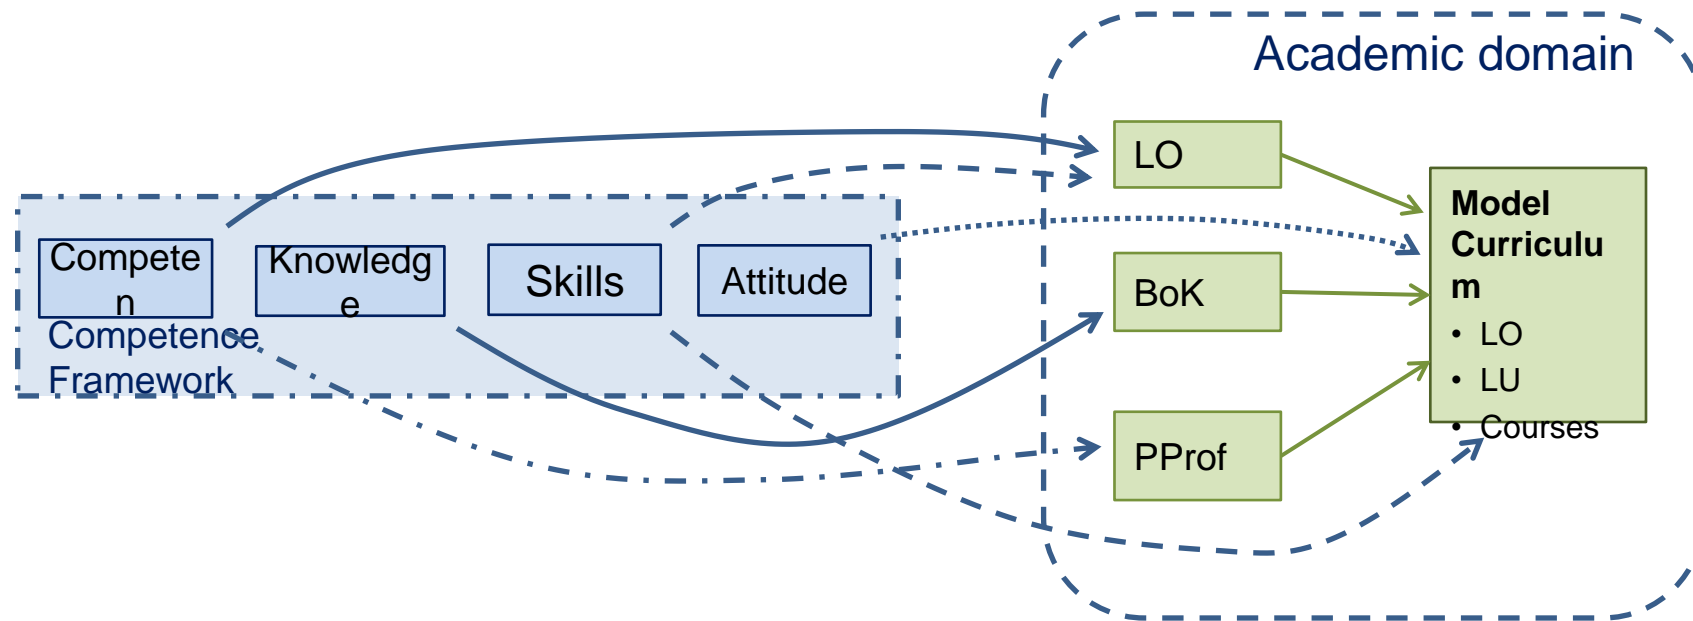 Academic domain
LO
Model
Curriculu
m
• LO
• LU
• Courses
Compete
n
Knowledg
e
Skills
Attitude
BoK
Competence
Framework
PProf